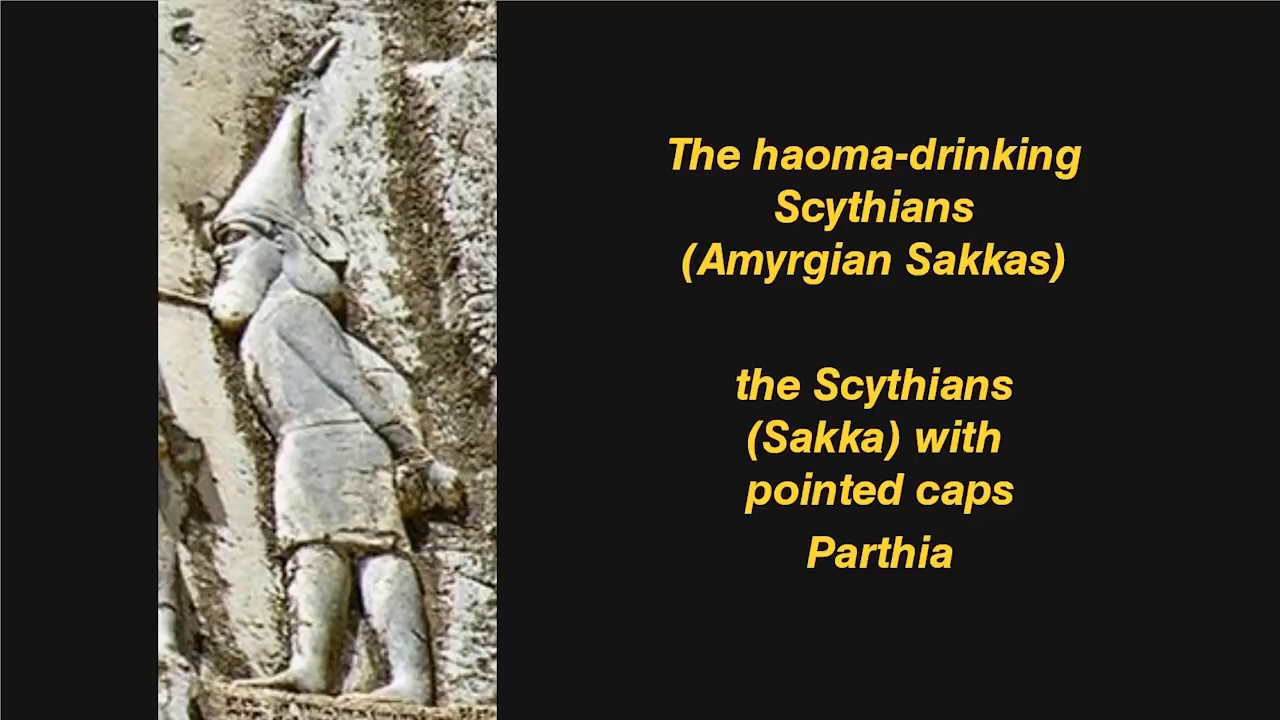 The haoma-drinking
Scythians
(Amyrgian Sakkas)
the Scythians
(Sakka) with
pointed caps
Parthia